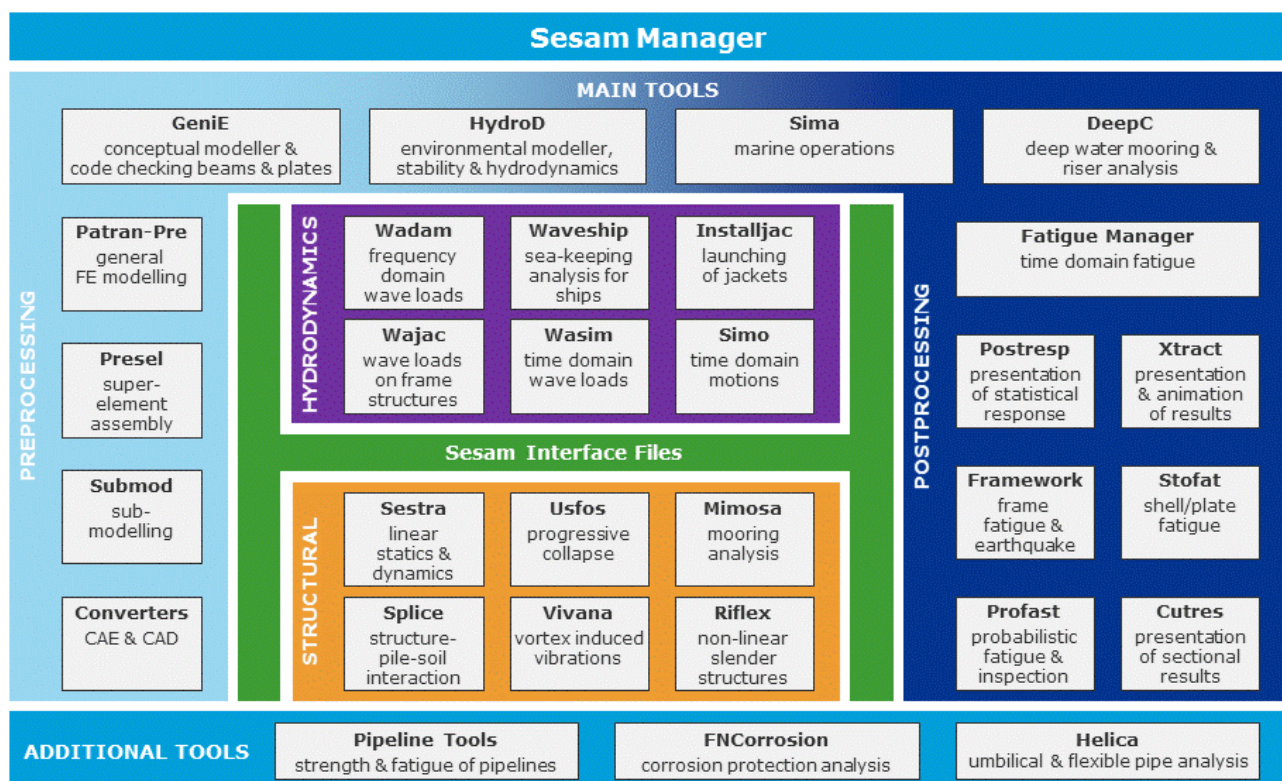 Sesam Manager
MAIN TOOLS
GeniE
conceptual modeller &
code checking beams & plates
HydroD
environmental modeller,
stability & hydrodynamics
Sima
marine operations
DeepC
deep water mooring &
riser analysis
PREPROCESSING
Patran-Pre
general
FE modelling
Presel
super-
element
assembly
Submod
sub-
modelling
Converters
CAE & CAD
HYDRODYNAMICS
Wadam
frequency
domain
wave loads
Waveship
sea-keeping
analysis for
ships
Installjac
launching
of jackets
Wajac
wave loads
on frame
structures
Wasim
time domain
wave loads
Simo
time domain
motions
Sesam Interface Files
STRUCTURAL
Sestra
linear
statics &
dynamics
Usfos
progressive
collapse
Mimosa
mooring
analysis
Splice
structure-
pile-soil
interaction
Vivana
vortex induced
vibrations
Riflex
non-linear
slender
structures
POSTPROCESSING
Fatigue Manager
time domain fatigue
Postresp
presentation
of statistical
response
Xtract
presentation
& animation
of results
Framework
frame
fatigue &
earthquake
Stofat
shell/plate
fatigue
Profast
probabilistic
fatigue &
inspection
Cutres
presentation
of sectional
results
ADDITIONAL TOOLS
Pipeline Tools
strength & fatigue of pipelines
FNCorrosion
corrosion protection analysis
Helica
umbilical & flexible pipe analysis